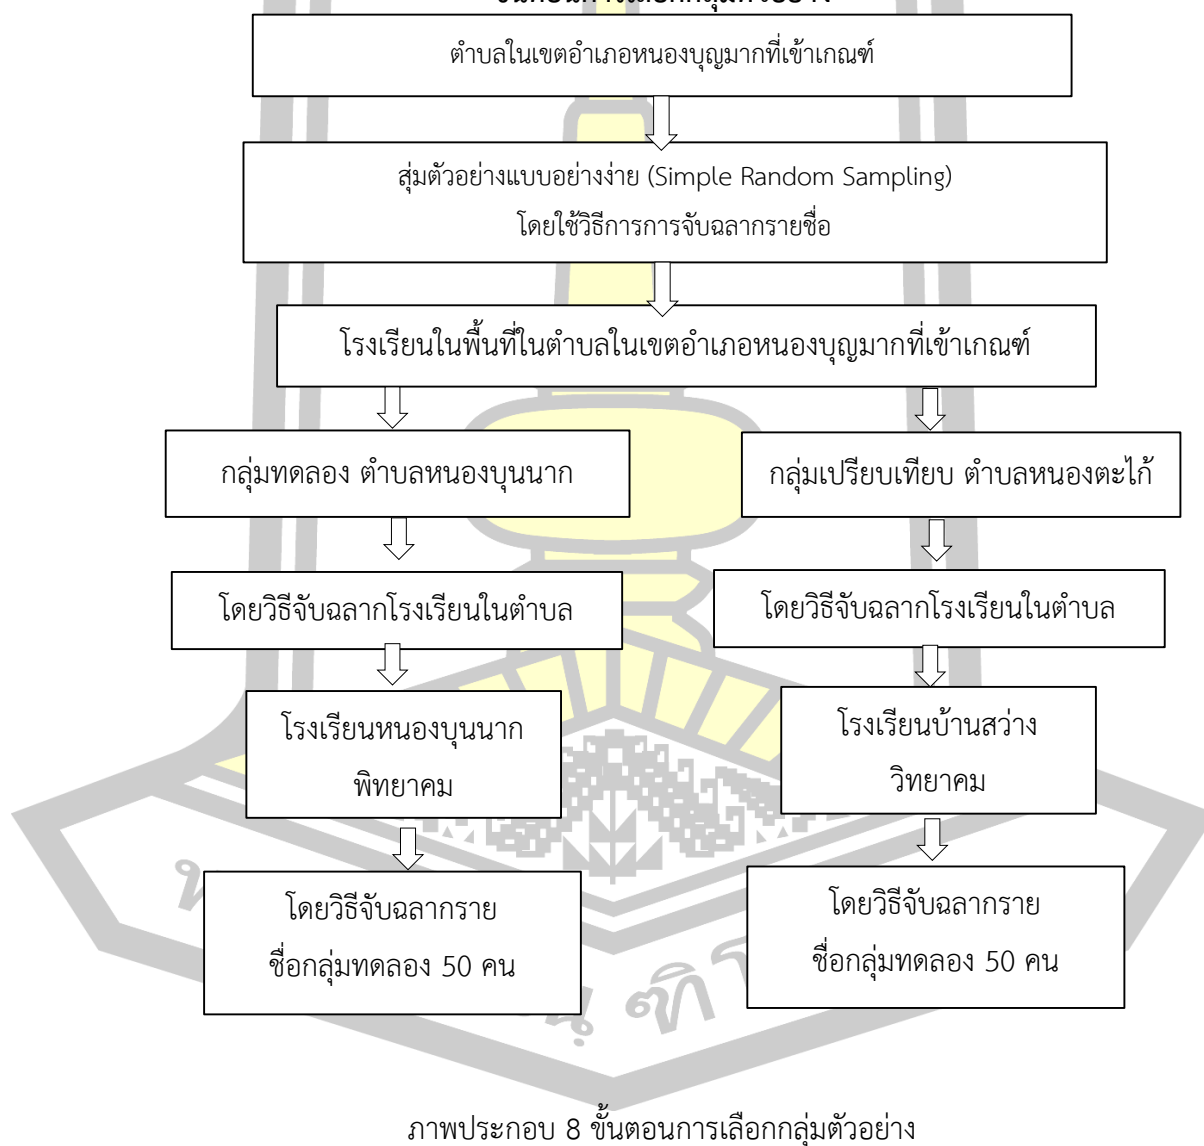 ตำบลในเขตอำเภอหนองบุญมากที่เข้าเกณฑ์
สุ่มตัวอย่างแบบอย่างง่าย (Simple Random Sampling)
โดยใช้วิธีการการจับฉลากรายชื่อ
โรงเรียนในพื้นที่ในตำบลในเขตอำเภอหนองบุญมากที่เข้าเกณฑ์
กลุ่มทดลอง ตำบลหนองบุนนาก
กลุ่มเปรียบเทียบ ตำบลหนองตะไก้
โดยวิธีจับฉลากโรงเรียนในตำบล
โดยวิธีจับฉลากโรงเรียนในตำบล
โรงเรียนหนองบุนนาก
พิทยาคม
โรงเรียนบ้านสว่าง
วิทยาคม
โดยวิธีจับฉลากราย
ชื่อกลุ่มทดลอง 50 คน
โดยวิธีจับฉลากราย
ชื่อกลุ่มทดลอง 50 คน
ภาพประกอบ 8 ขั้นตอนการเลือกกลุ่มตัวอย่าง